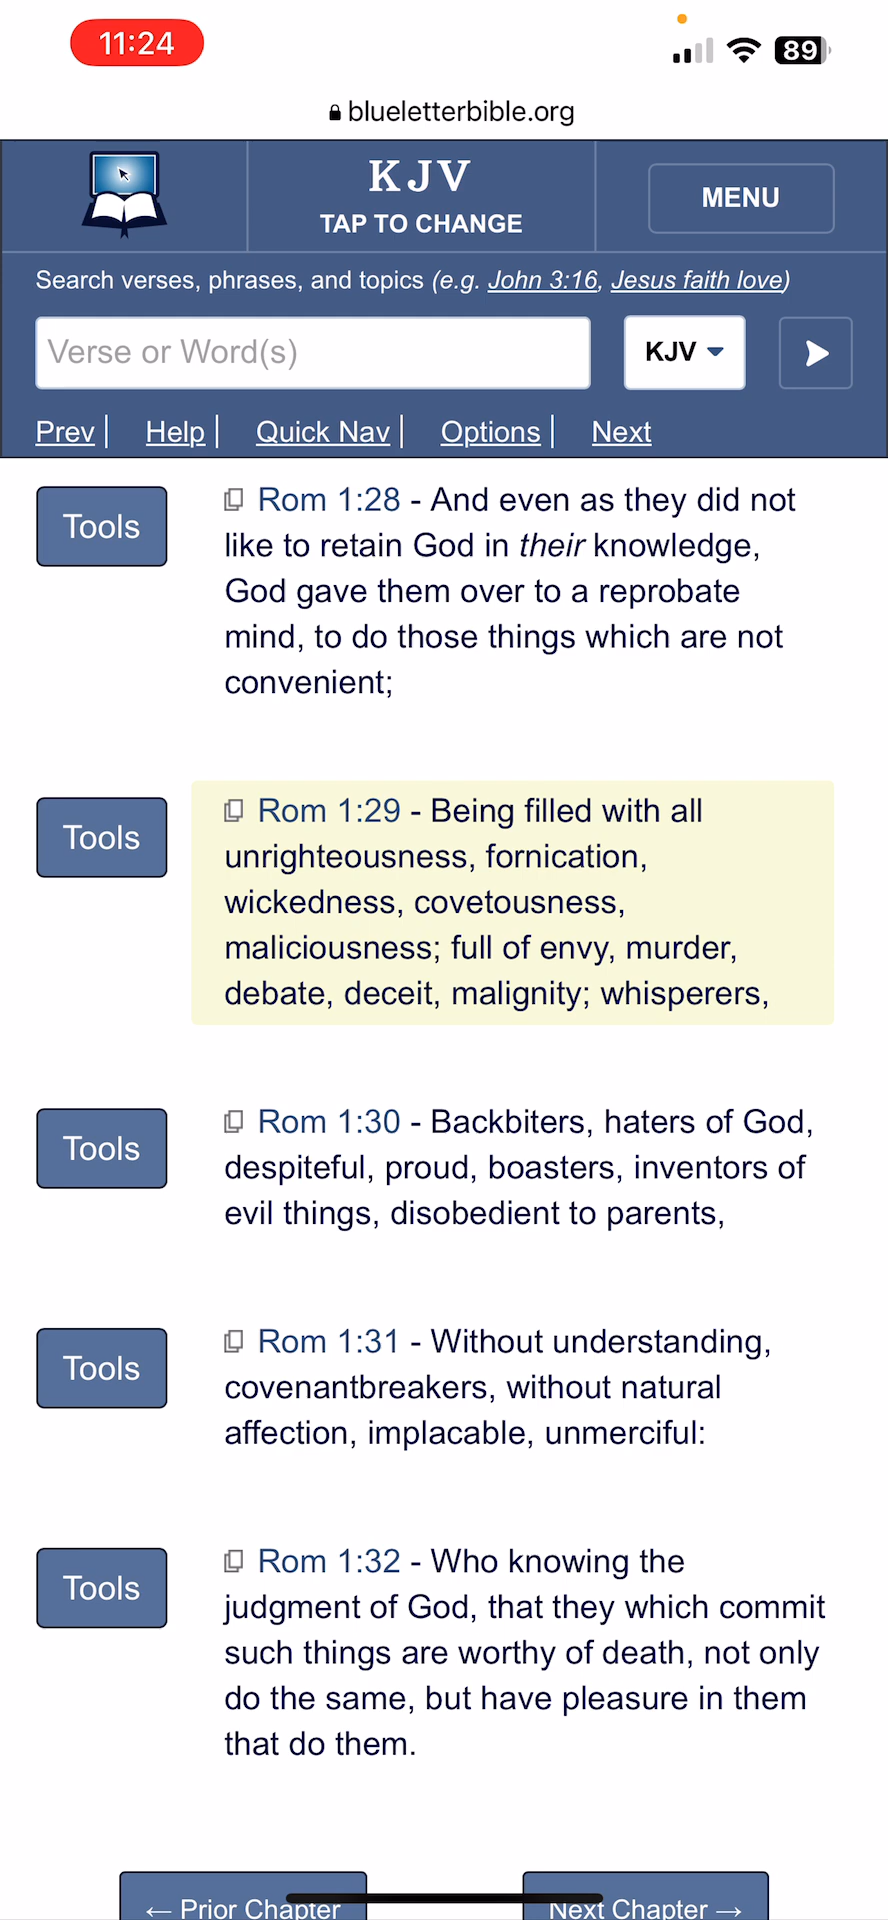 11:24
89
blueletterbible.org
KJV
TAP TO CHANGE
MENU
Search verses, phrases, and topics (e.g. John 3:16, Jesus faith love)
Verse or Word(s)
KJV
Prev | Help | Quick Nav | Options | Next
Tools
Rom 1:28 - And even as they did not
like to retain God in their knowledge,
God gave them over to a reprobate
mind, to do those things which are not
convenient;
Tools
Rom 1:29 - Being filled with all
unrighteousness, fornication,
wickedness, covetousness,
maliciousness; full of envy, murder,
debate, deceit, malignity; whisperers,
Tools
Rom 1:30 - Backbiters, haters of God,
despiteful, proud, boasters, inventors of
evil things, disobedient to parents,
Tools
Rom 1:31 - Without understanding,
covenantbreakers, without natural
affection, implacable, unmerciful:
Tools
Rom 1:32 - Who knowing the
judgment of God, that they which commit
such things are worthy of death, not only
do the same, but have pleasure in them
that do them.
← Prior Chapter
Next Chapter →